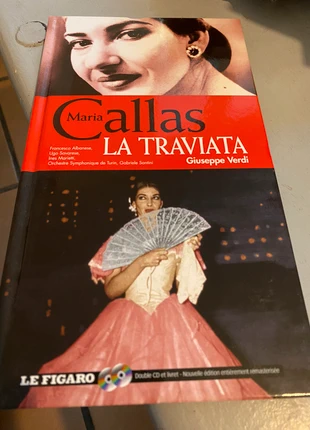 Maria
Callas
LA TRAVIATA
Giuseppe Verdi
Francesco Albanese,
Ugo Savarese,
Ines Marietti,
Orchestre Symphonique de Turin, Gabriele Santini
LE FIGARO
Double CD et livret - Nouvelle édition entièrement remasterisée